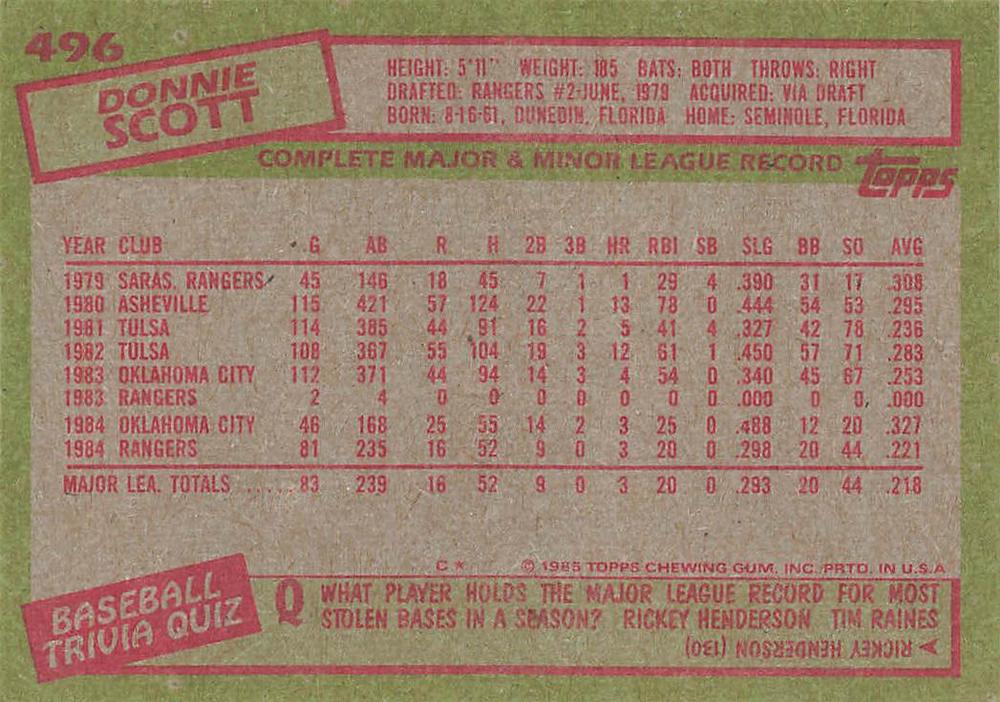 496
DONNIE
SCOTT
HEIGHT: 5'11" WEIGHT: 185 BATS: BOTH THROWS: RIGHT
DRAFTED: RANGERS #2-JUNE, 1979 ACQUIRED: VIA DRAFT
BORN: 8-16-61, DUNEDIN, FLORIDA HOME: SEMINOLE, FLORIDA
COMPLETE MAJOR & MINOR LEAGUE RECORD
topps
YEAR CLUB G AB R H 2B 3B HR RBI SB SLG BB SO AVG
1979 SARAS. RANGERS 45 146 18 45 7 1 1 29 4 .390 31 17 .308
1980 ASHEVILLE 115 421 57 124 22 1 13 78 0 .444 54 53 .295
1981 TULSA 114 385 44 91 16 2 5 41 4 .327 42 78 .236
1982 TULSA 108 367 55 104 19 3 12 61 1 .450 57 71 .283
1983 OKLAHOMA CITY 112 371 44 94 14 3 4 54 0 .340 45 67 .253
1983 RANGERS 2 4 0 0 0 0 0 0 0 .000 0 0 .000
1984 OKLAHOMA CITY 46 168 25 55 14 2 3 25 0 .488 12 20 .327
1984 RANGERS 81 235 16 52 9 0 3 20 0 .298 20 44 .221
MAJOR LEA. TOTALS ..... 83 239 16 52 9 0 3 20 0 .293 20 44 .218
C * © 1985 TOPPS CHEWING GUM, INC. PRTD. IN U.S.A
BASEBALL
TRIVIA QUIZ
Q WHAT PLAYER HOLDS THE MAJOR LEAGUE RECORD FOR MOST
STOLEN BASES IN A SEASON? RICKEY HENDERSON TIM RAINES
RICKEY HENDERSON (130)